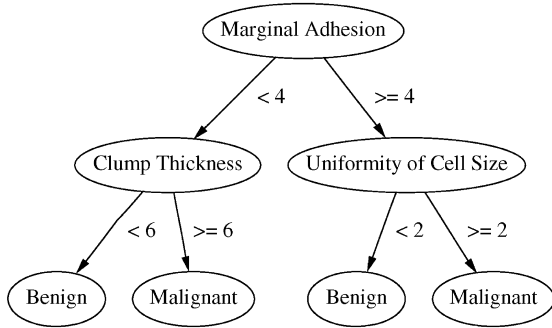 Marginal Adhesion
< 4
>= 4
Clump Thickness
Uniformity of Cell Size
< 6
>= 6
< 2
>= 2
Benign
Malignant
Benign
Malignant